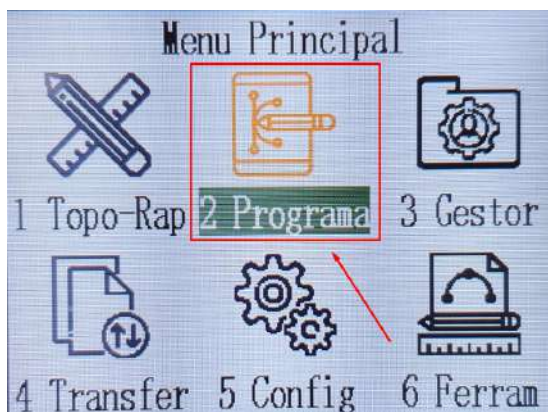 Menu Principal
1 Topo-Rap 2 Programa 3 Gestor
4 Transfer 5 Config 6 Ferram